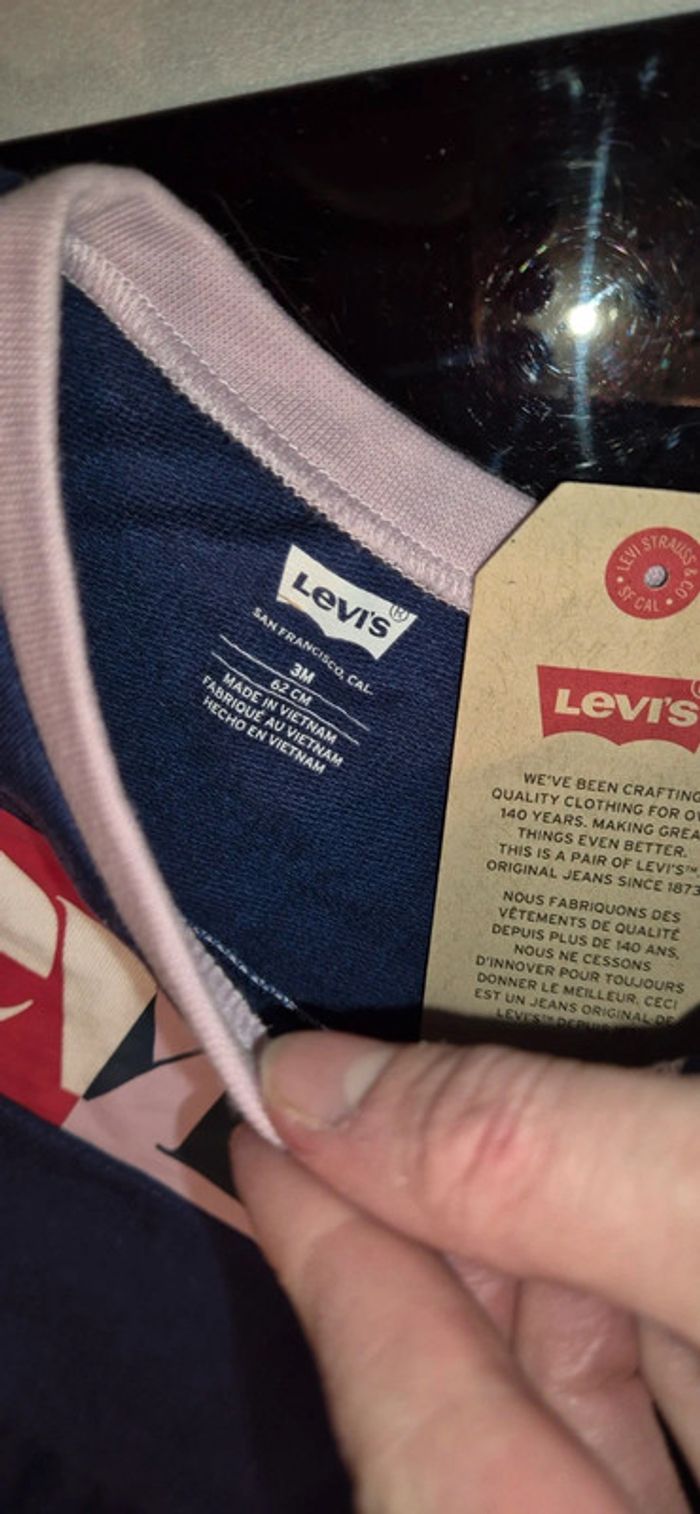 LEVI'S®
SAN FRANCISCO, CAL.
3M
62 CM
MADE IN VIETNAM
FABRIQUÉ AU VIETNAM
HECHO EN VIETNAM
LEVI STRAUSS & CO
• SF CAL •
LEVI'S
WE'VE BEEN CRAFTING
QUALITY CLOTHING FOR
140 YEARS. MAKING
THINGS EVEN BETTER.
THIS IS A PAIR OF LEVI'S™
ORIGINAL JEANS SINCE 1873
NOUS FABRIQUONS DES
VÊTEMENTS DE QUALITÉ
DEPUIS PLUS DE 140 ANS,
NOUS NE CESSONS
D'INNOVER POUR TOUJOURS
DONNER LE MEILLEUR. CECI
EST UN JEANS ORIGINAL DE
LEVI'S™ DEPUIS